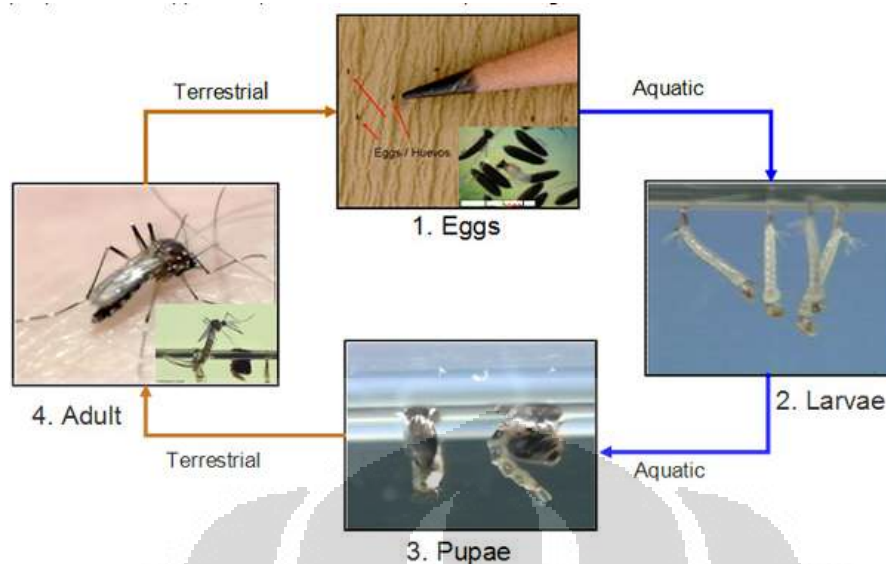 Terrestrial
Aquatic
Eggs / Huevos
1. Eggs
2. Larvae
4. Adult
Terrestrial
Aquatic
3. Pupae